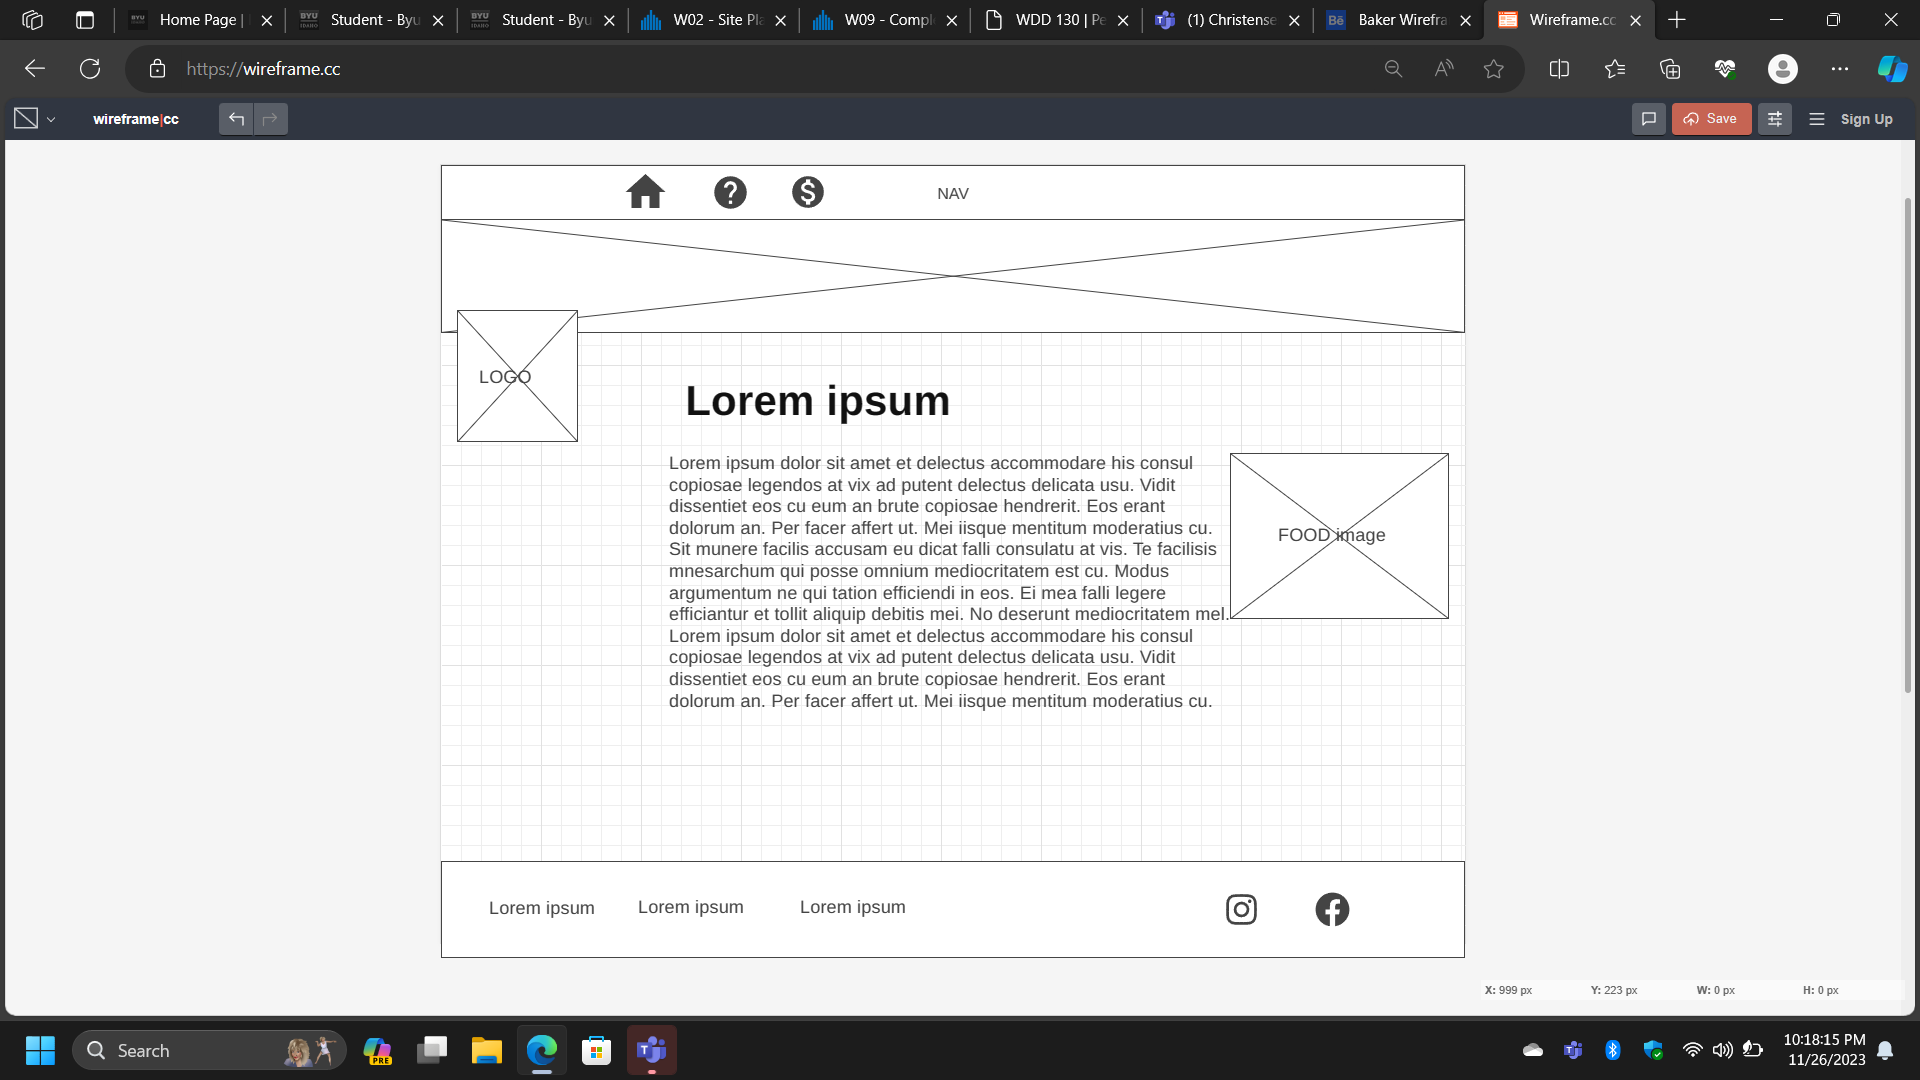 Home Page |
Student - Byu
Student - Byu
W02 - Site Pla
W09 - Comple
WDD 130 | Pe
(1) Christense
Baker Wirefra
Wireframe.cc
https://wireframe.cc
wireframe|cc
Save
Sign Up
NAV
LOGO
Lorem ipsum
Lorem ipsum dolor sit amet et delectus accommodare his consul
copiosae legendos at vix ad putent delectus delicata usu. Vidit
dissentiet eos cu eum an brute copiosae hendrerit. Eos erant
dolorum an. Per facer affert ut. Mei iisque mentitum moderatius cu.
Sit munere facilis accusam eu dicat falli consulatu at vis. Te facilisis
mnesarchum qui posse omnium mediocritatem est cu. Modus
argumentum ne qui tation efficiendi in eos. Ei mea falli legere
efficiantur et tollit aliquip debitis mei. No deserunt mediocritatem mel.
Lorem ipsum dolor sit amet et delectus accommodare his consul
copiosae legendos at vix ad putent delectus delicata usu. Vidit
dissentiet eos cu eum an brute copiosae hendrerit. Eos erant
dolorum an. Per facer affert ut. Mei iisque mentitum moderatius cu.
FOOD image
Lorem ipsum
Lorem ipsum
Lorem ipsum
X: 999 px
Y: 223 px
W: 0 px
H: 0 px
Search
PRE
10:18:15 PM
11/26/2023